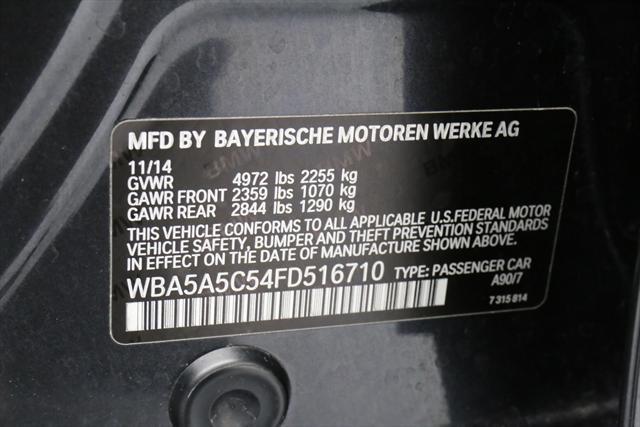 MFD BY BAYERISCHE MOTOREN WERKE AG
11/14
GVWR 4972 lbs 2255 kg
GAWR FRONT 2359 lbs 1070 kg
GAWR REAR 2844 lbs 1290 kg
THIS VEHICLE CONFORMS TO ALL APPLICABLE U.S.FEDERAL MOTOR
VEHICLE SAFETY, BUMPER, AND THEFT PREVENTION STANDARDS
IN EFFECT ON THE DATE OF MANUFACTURE SHOWN ABOVE.
WBA5A5C54FD516710 TYPE: PASSENGER CAR
A90/7
7 315 814